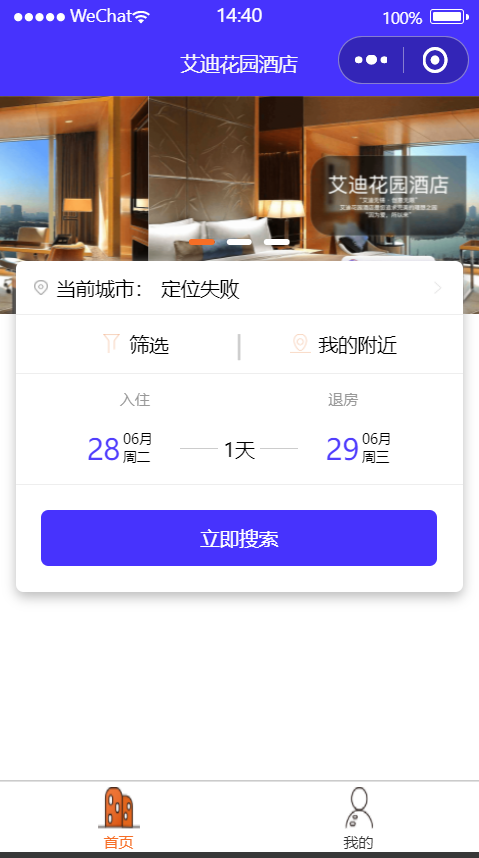 WeChat 14:40 100%
艾迪花园酒店
艾迪花园酒店
当前城市： 定位失败
筛选 | 我的附近
入住 退房
28 06月 周二 1天 29 06月 周三
立即搜索
首页 我的